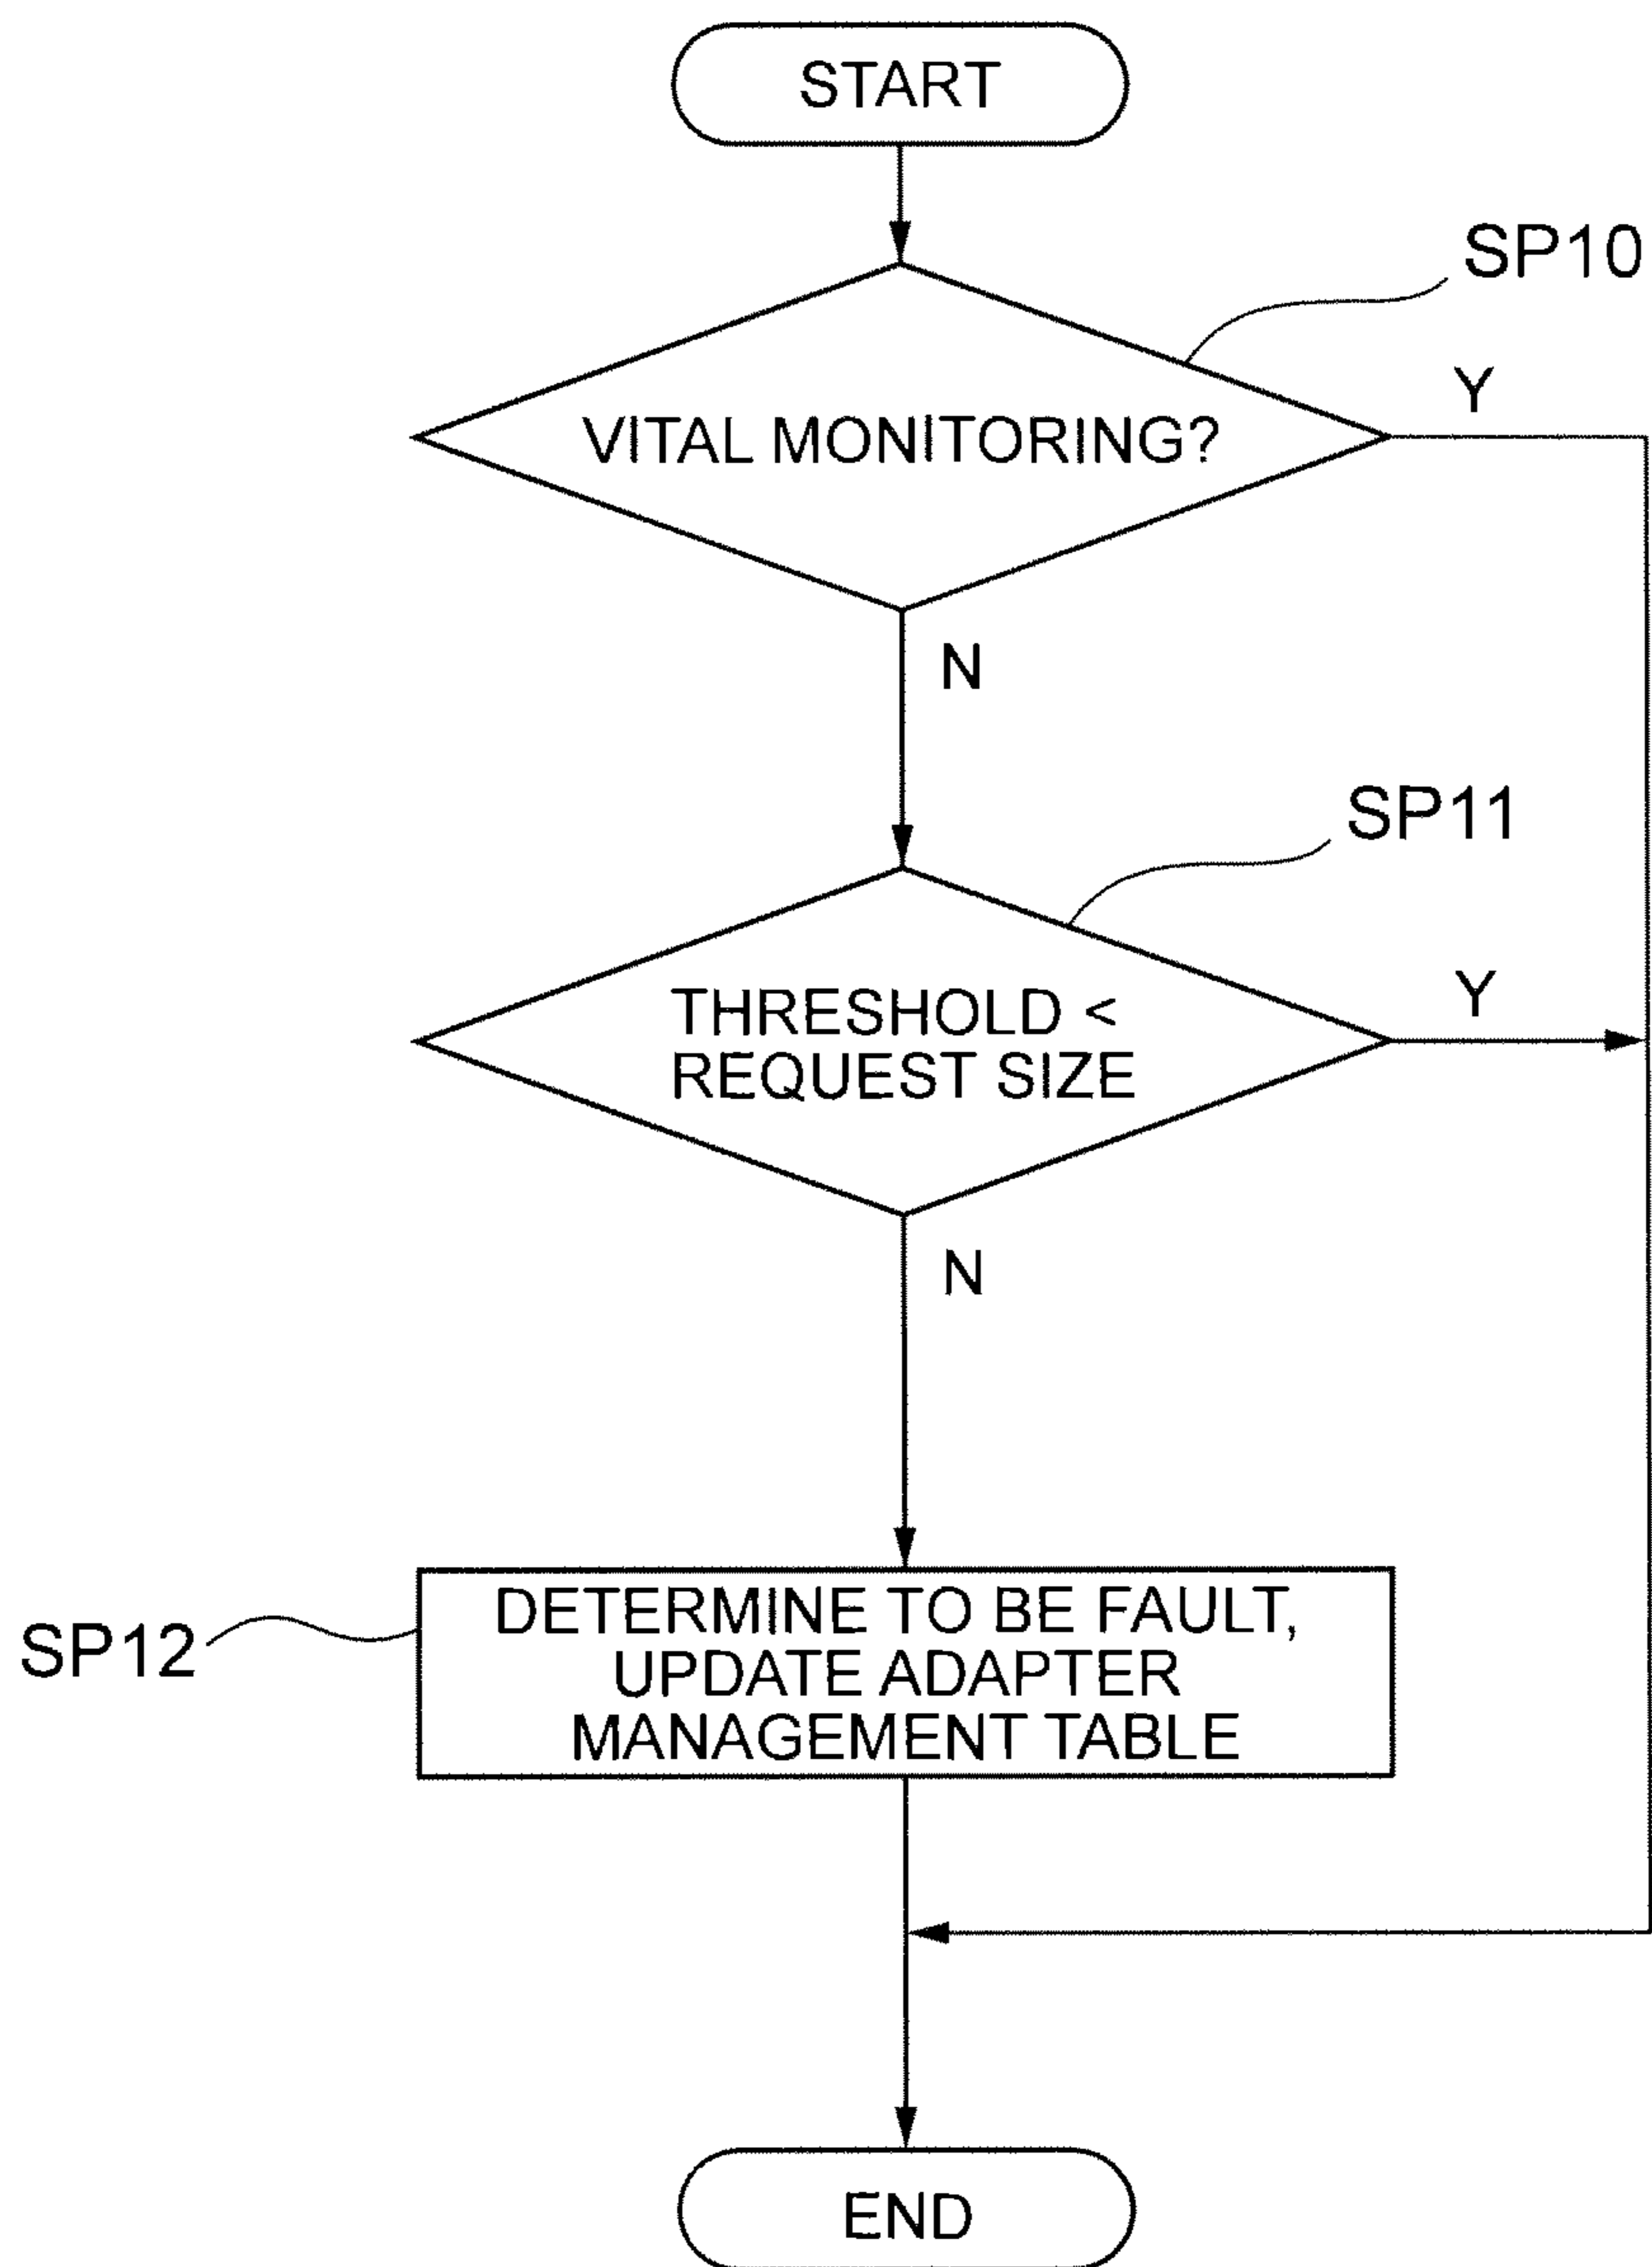 START
SP10
VITAL MONITORING?
Y
N
SP11
THRESHOLD <
REQUEST SIZE
Y
N
SP12
DETERMINE TO BE FAULT,
UPDATE ADAPTER
MANAGEMENT TABLE
END